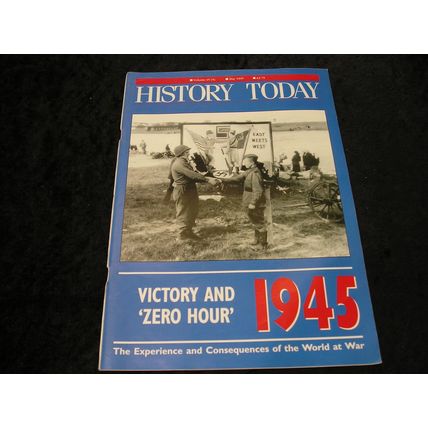 HISTORY TODAY
EAST
MEETS
WEST
VICTORY AND
'ZERO HOUR'
1945
The Experience and Consequences of the World at War